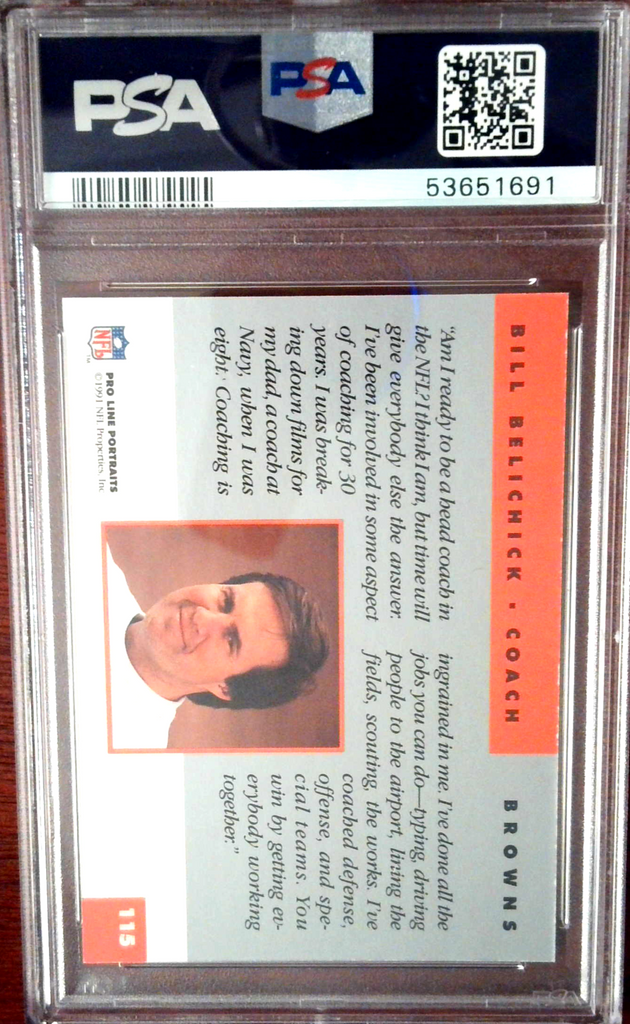 PSA
PSA
53651691
BILL BELICHICK - COACH BROWNS
"Am I ready to be a head coach in
the NFL? I think I am, but time will
give everybody else the answer.
I've been involved in some aspect
of coaching for 30
years. I was break-
ing down films for
my dad, a coach at
Navy, when I was
eight. Coaching is
ingrained in me. I've done all the
jobs you can do—typing, driving
people to the airport, lining the
fields, scouting, the works. I've
coached defense,
offense, and spe-
cial teams. You
win by getting ev-
erybody working
together."
NFL
TM
PRO LINE PORTRAITS
©1991 NFL Properties, Inc.
115
PSA